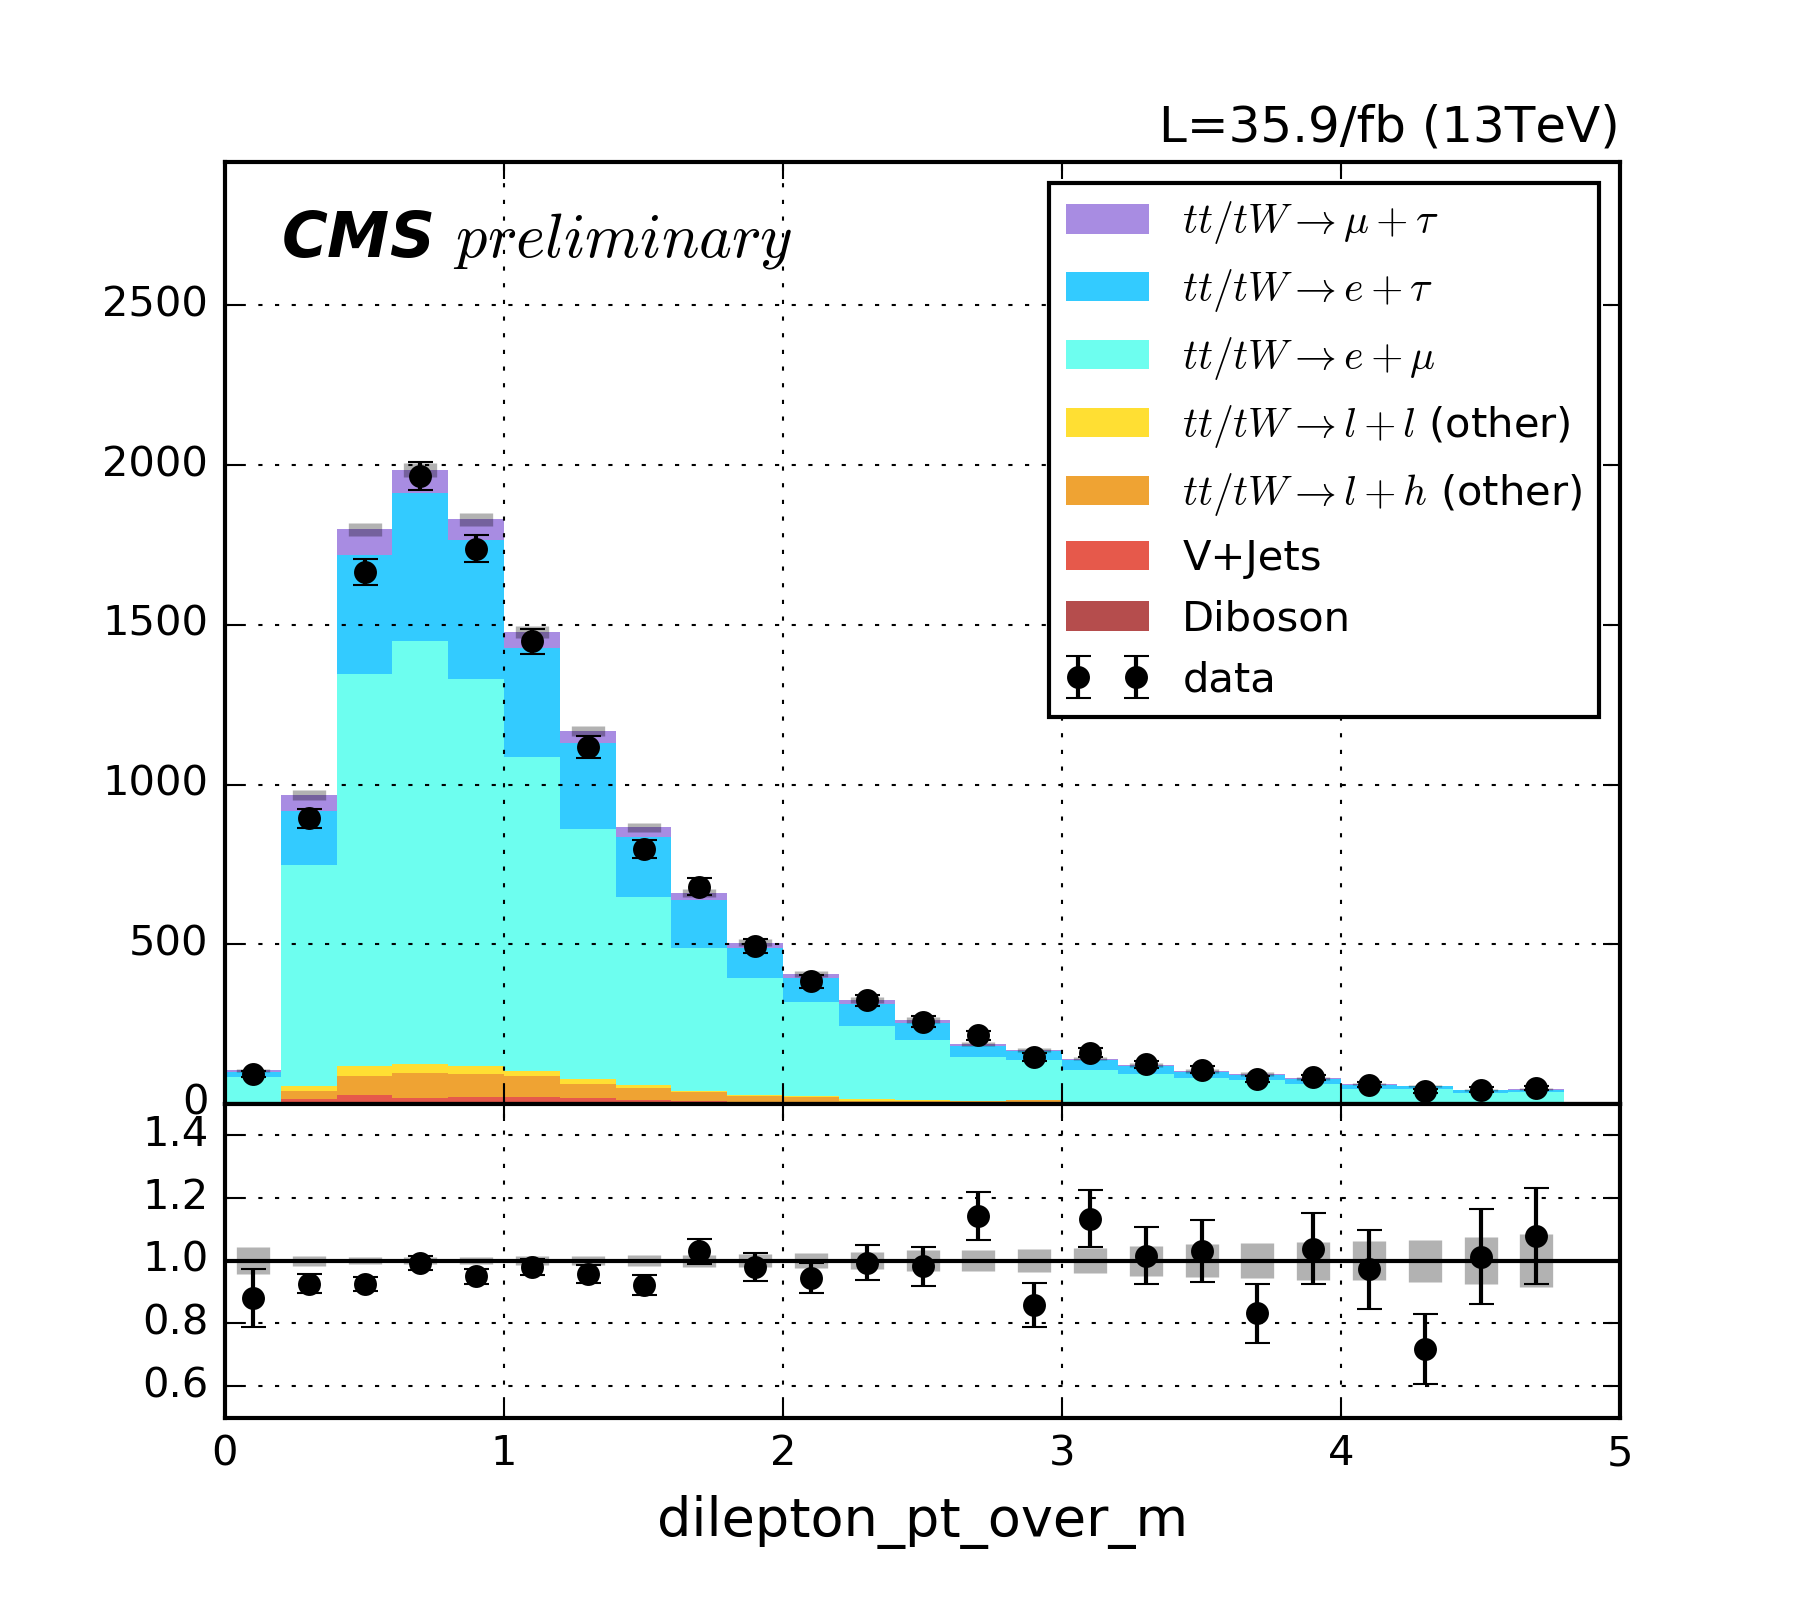 L=35.9/fb (13TeV)
CMS preliminary
tt/tW → μ + τ
tt/tW → e + τ
tt/tW → e + μ
tt/tW → l + l (other)
tt/tW → l + h (other)
V+Jets
Diboson
data
2500
2000
1500
1000
500
0
1.4
1.2
1.0
0.8
0.6
0 1 2 3 4 5
dilepton_pt_over_m